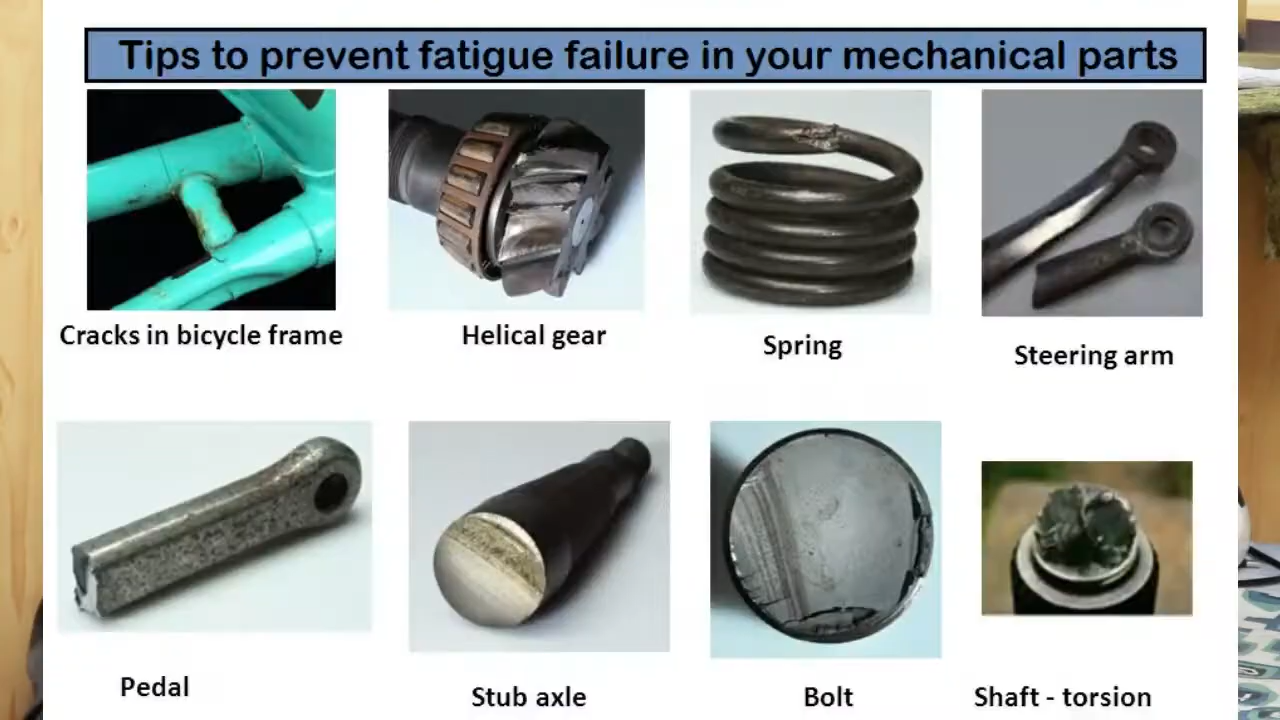 Tips to prevent fatigue failure in your mechanical parts
Cracks in bicycle frame
Helical gear
Spring
Steering arm
Pedal
Stub axle
Bolt
Shaft - torsion